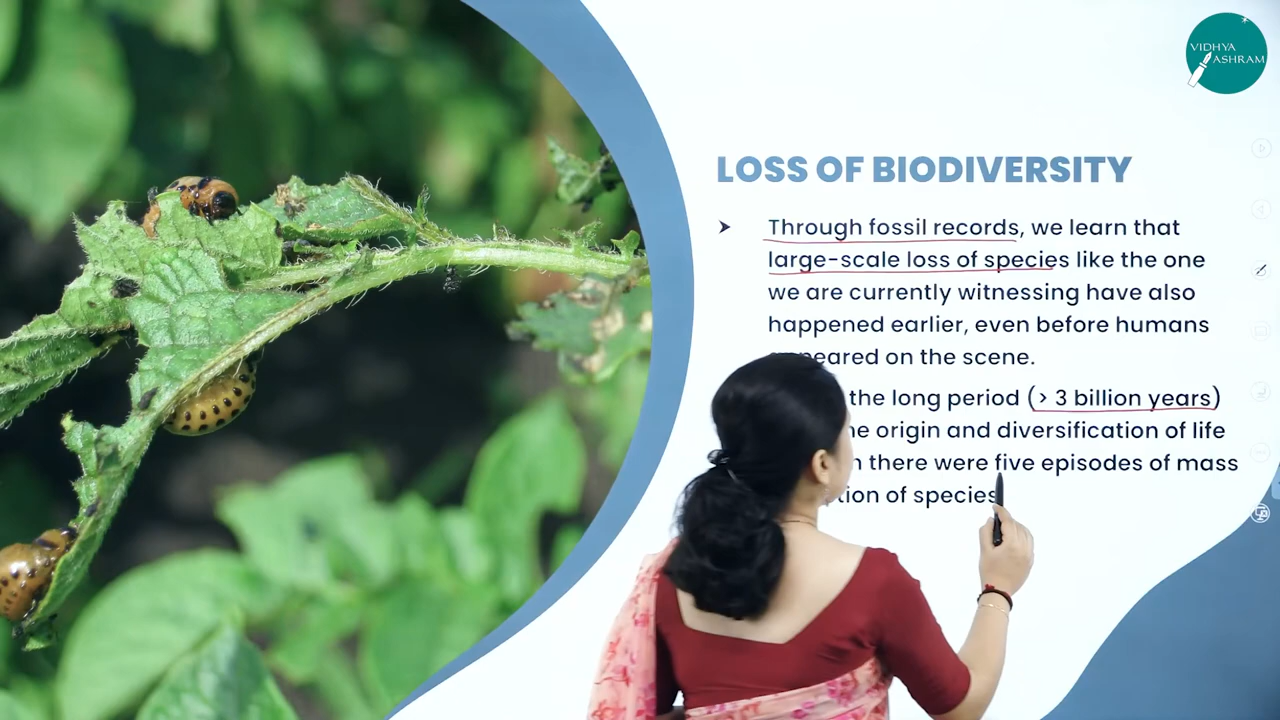 VIDHYA
ASHRAM
LOSS OF BIODIVERSITY
Through fossil records, we learn that
large-scale loss of species like the one
we are currently witnessing have also
happened earlier, even before humans
on the scene.
the long period (> 3 billion years)
origin and diversification of life
there were five episodes of mass
of species